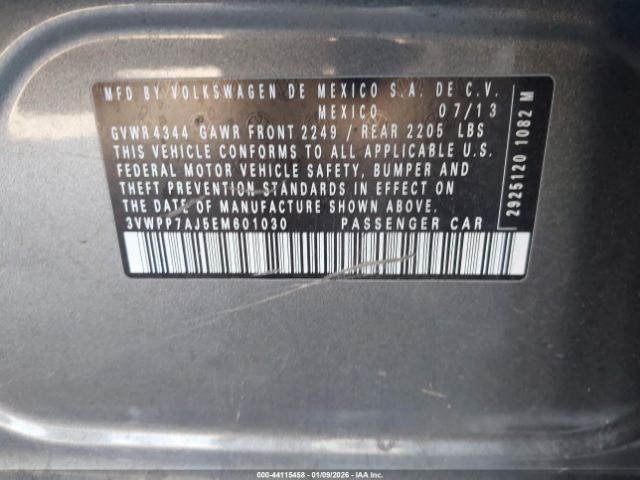 MFD BY VOLKSWAGEN DE MEXICO S.A. DE C.V.
MEXICO 07/13
GVWR 4344 GAWR FRONT 2249 / REAR 2205 LBS
THIS VEHICLE CONFORMS TO ALL APPLICABLE U.S.
FEDERAL MOTOR VEHICLE SAFETY, BUMPER AND
THEFT PREVENTION STANDARDS IN EFFECT ON
THE DATE OF MANUFACTURE SHOWN ABOVE.
3VWPP7AJ5EM601030 PASSENGER CAR
2925120 1082 M
000-44115458 - 01/09/2026 - IAAI Inc.